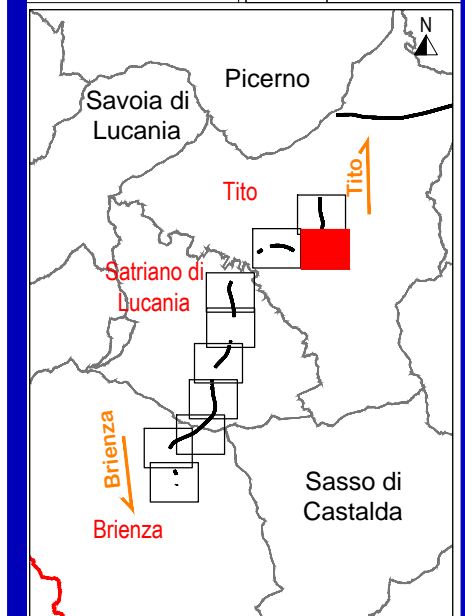 N
Picerno
Savoia di
Lucania
Tito
Tito
Satriano di
Lucania
Brienza
Sasso di
Castalda
Brienza